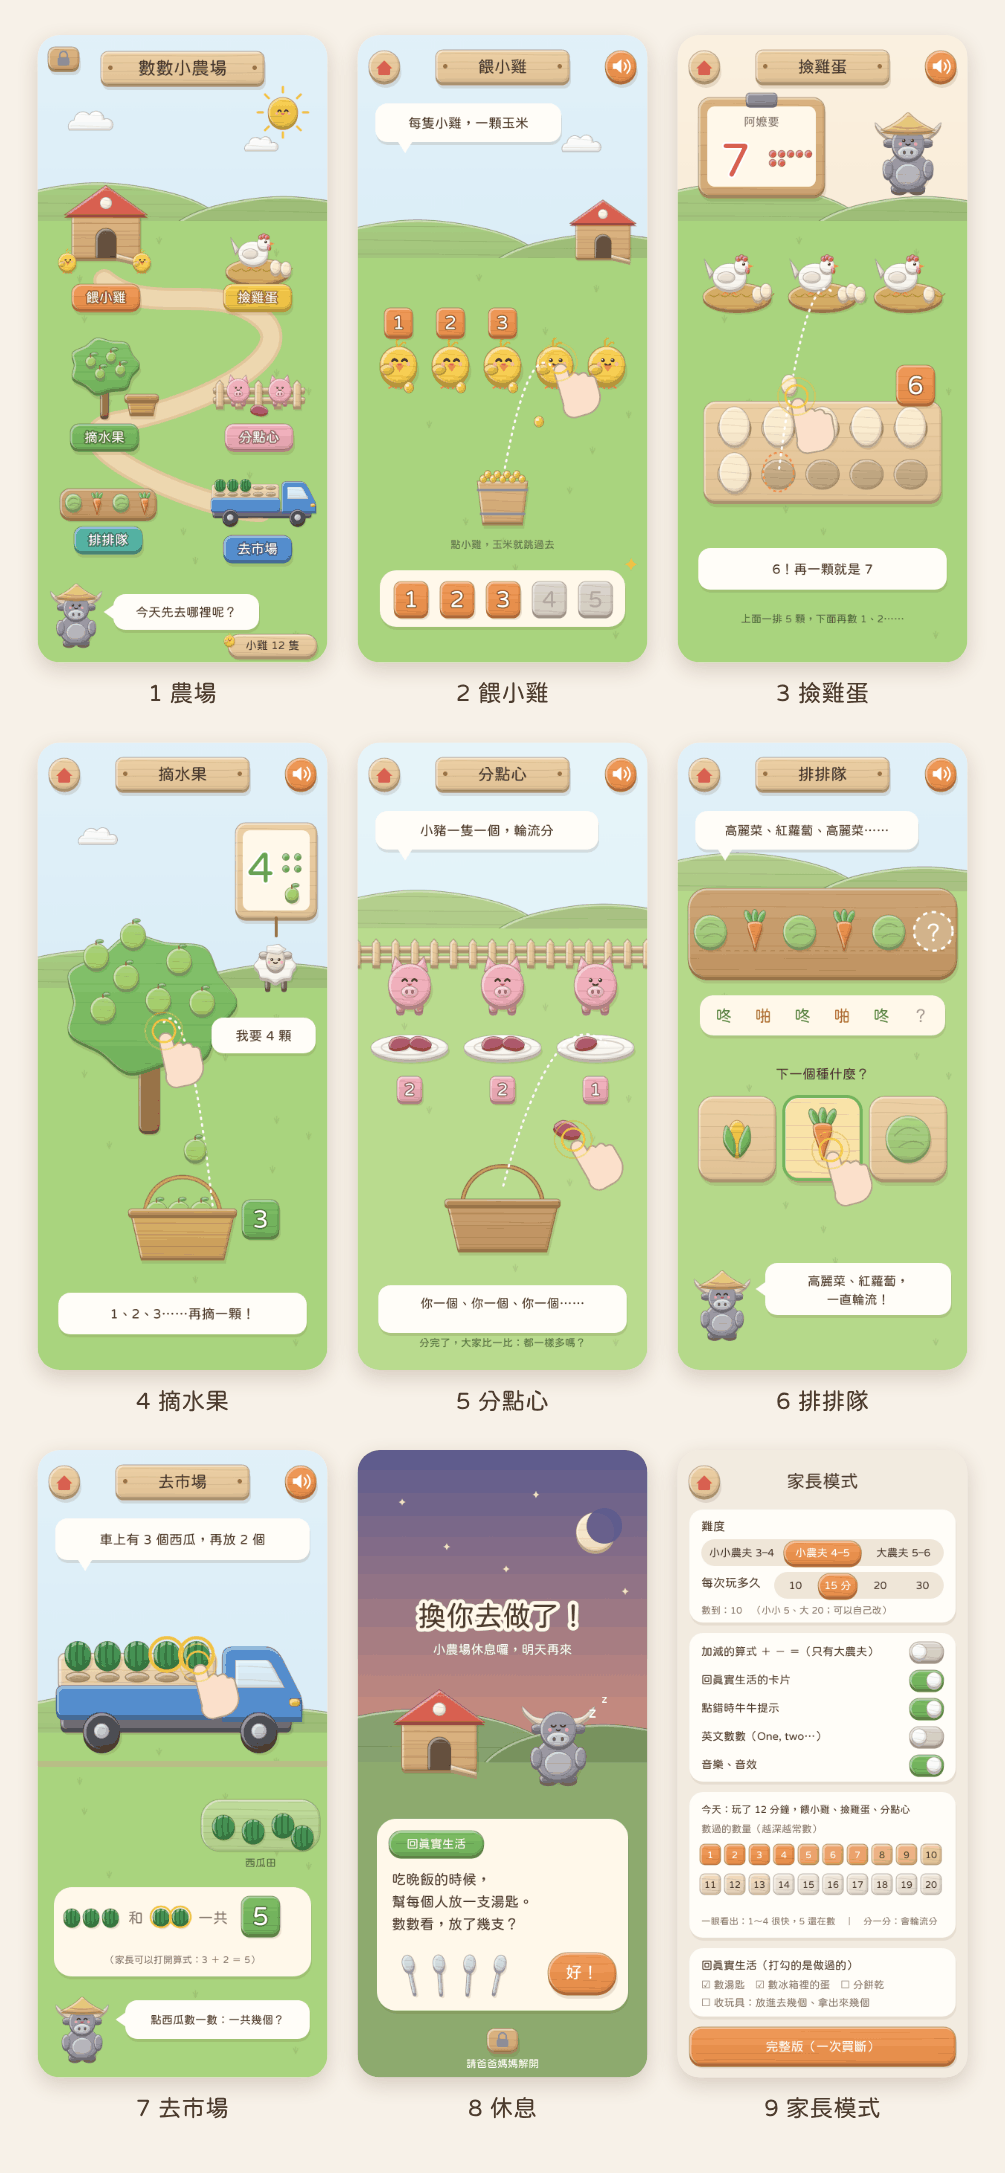 數數小農場
餵小雞
撿雞蛋
摘水果
分點心
排排隊
去市場
今天先去哪裡呢？
小雞 12 隻
1 農場
餵小雞
每隻小雞，一顆玉米
1 2 3
點小雞，玉米就跳過去
1 2 3 4 5
2 餵小雞
撿雞蛋
阿嬤要
7
6
6！再一顆就是 7
上面一排 5 顆，下面再數 1、2⋯⋯
3 撿雞蛋
摘水果
4
我要 4 顆
3
1、2、3⋯⋯再摘一顆！
4 摘水果
分點心
小豬一隻一個，輪流分
2 2 1
你一個、你一個、你一個⋯⋯
分完了，大家比一比：都一樣多嗎？
5 分點心
排排隊
高麗菜、紅蘿蔔、高麗菜⋯⋯
?
咚 啪 咚 啪 咚 ?
下一個種什麼？
高麗菜、紅蘿蔔，
一直輪流！
6 排排隊
去市場
車上有 3 個西瓜，再放 2 個
西瓜田
和 一共 5
（家長可以打開算式：3 + 2 = 5）
點西瓜數一數：一共幾個？
7 去市場
換你去做了！
小農場休息囉，明天再來
z
z
回真實生活
吃晚飯的時候，
幫每個人放一支湯匙。
數數看，放了幾支？
好！
請爸爸媽媽解開
8 休息
家長模式
難度
小小農夫 3–4 小農夫 4–5 大農夫 5–6
每次玩多久 10 15 分 20 30
數到：10 （小小 5、大 20；可以自己改）
加減的算式 ＋ － ＝（只有大農夫）
回真實生活的卡片
點錯時牛牛提示
英文數數（One, two⋯）
音樂、音效
今天：玩了 12 分鐘，餵小雞、撿雞蛋、分點心
數過的數量（越深越常數）
1 2 3 4 5 6 7 8 9 10
11 12 13 14 15 16 17 18 19 20
一眼看出：1～4 很快，5 還在數 | 分一分：會輪流分
回真實生活（打勾的是做過的）
☑ 數湯匙 ☑ 數冰箱裡的蛋 ☐ 分餅乾
☐ 收玩具：放進去幾個、拿出來幾個
完整版（一次買斷）
9 家長模式